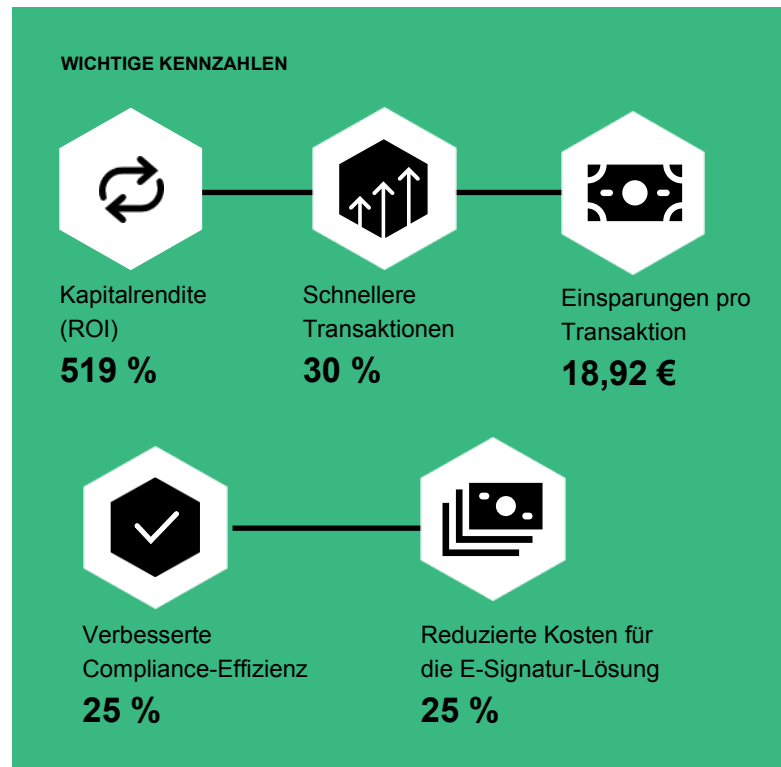 WICHTIGE KENNZAHLEN
Kapitalrendite
(ROI)
519 %
Schnellere
Transaktionen
30 %
Einsparungen pro
Transaktion
18,92 €
Verbesserte
Compliance-Effizienz
25 %
Reduzierte Kosten für
die E-Signatur-Lösung
25 %